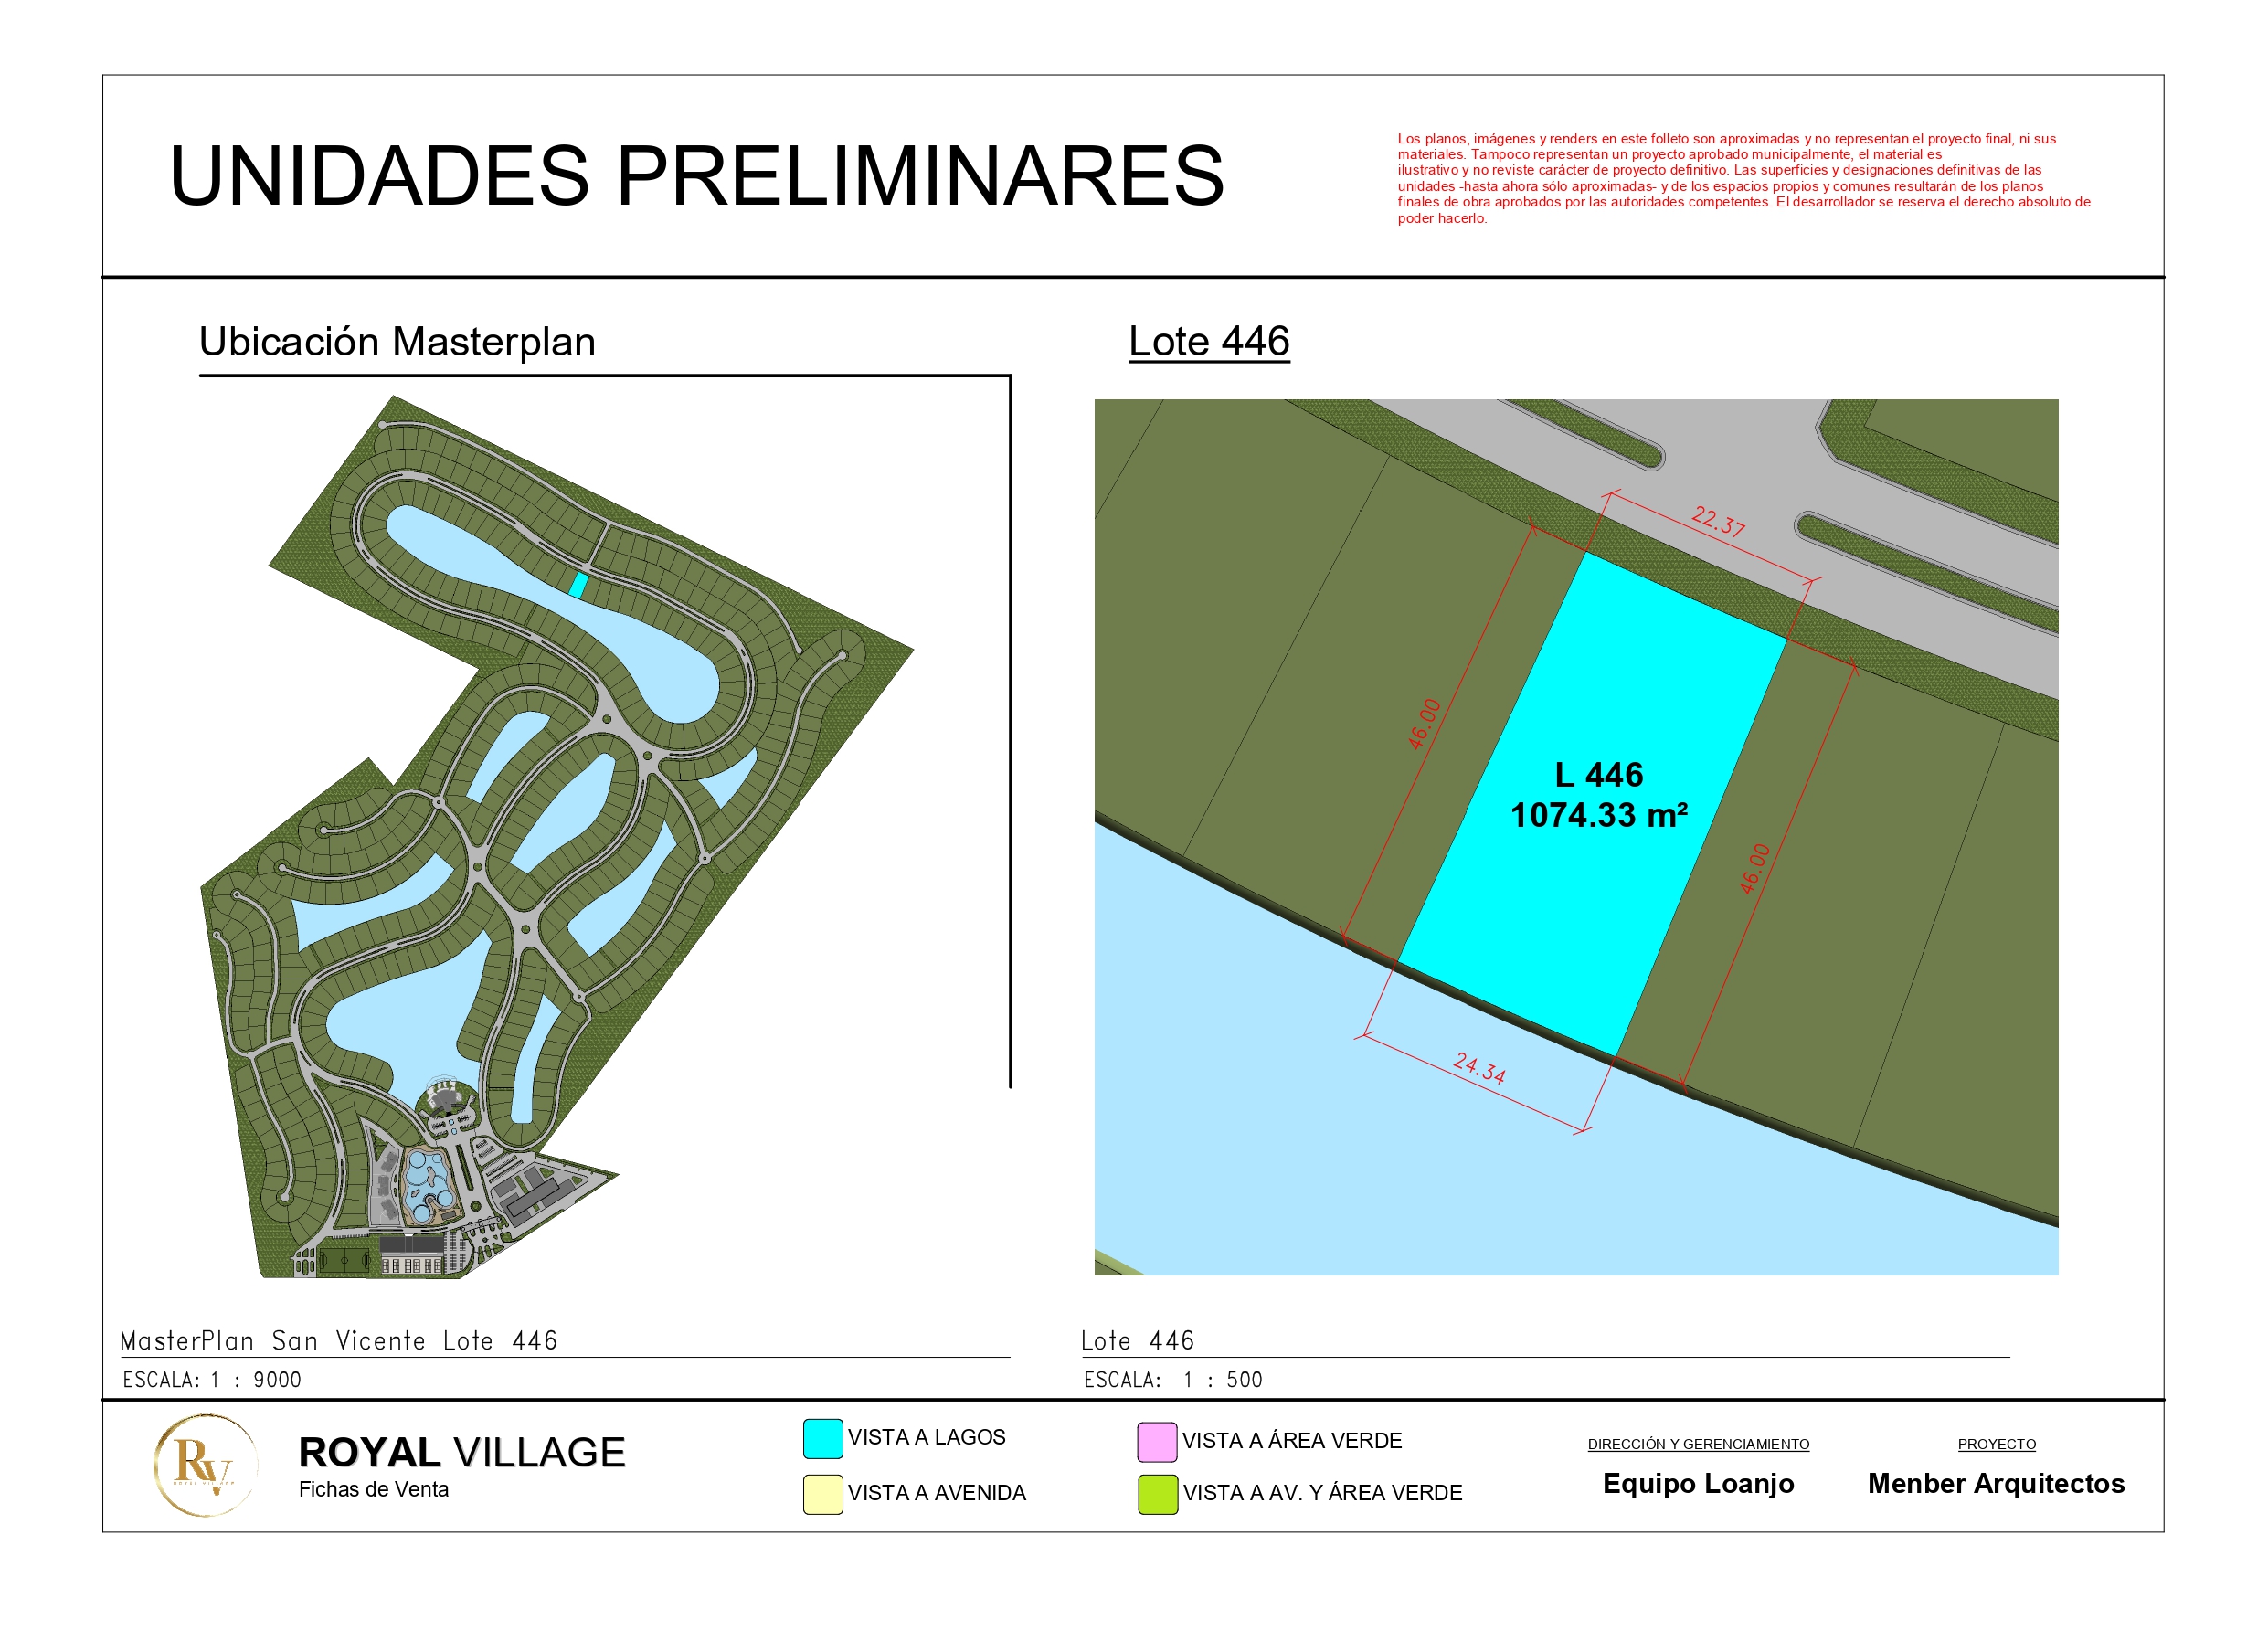 UNIDADES PRELIMINARES
Los planos, imágenes y renders en este folleto son aproximadas y no representan el proyecto final, ni sus
materiales. Tampoco representan un proyecto aprobado municipalmente, el material es
ilustrativo y no reviste carácter de proyecto definitivo. Las superficies y designaciones definitivas de las
unidades -hasta ahora sólo aproximadas- y de los espacios propios y comunes resultarán de los planos
finales de obra aprobados por las autoridades competentes. El desarrollador se reserva el derecho absoluto de
poder hacerlo.
Ubicación Masterplan
Lote 446
22.37
46.00
L 446
1074.33 m²
46.00
24.34
MasterPlan San Vicente Lote 446
ESCALA: 1 : 9000
Lote 446
ESCALA: 1 : 500
RV
ROYAL VILLAGE
ROYAL VILLAGE
Fichas de Venta
VISTA A LAGOS
VISTA A AVENIDA
VISTA A ÁREA VERDE
VISTA A AV. Y ÁREA VERDE
DIRECCIÓN Y GERENCIAMIENTO
Equipo Loanjo
PROYECTO
Menber Arquitectos